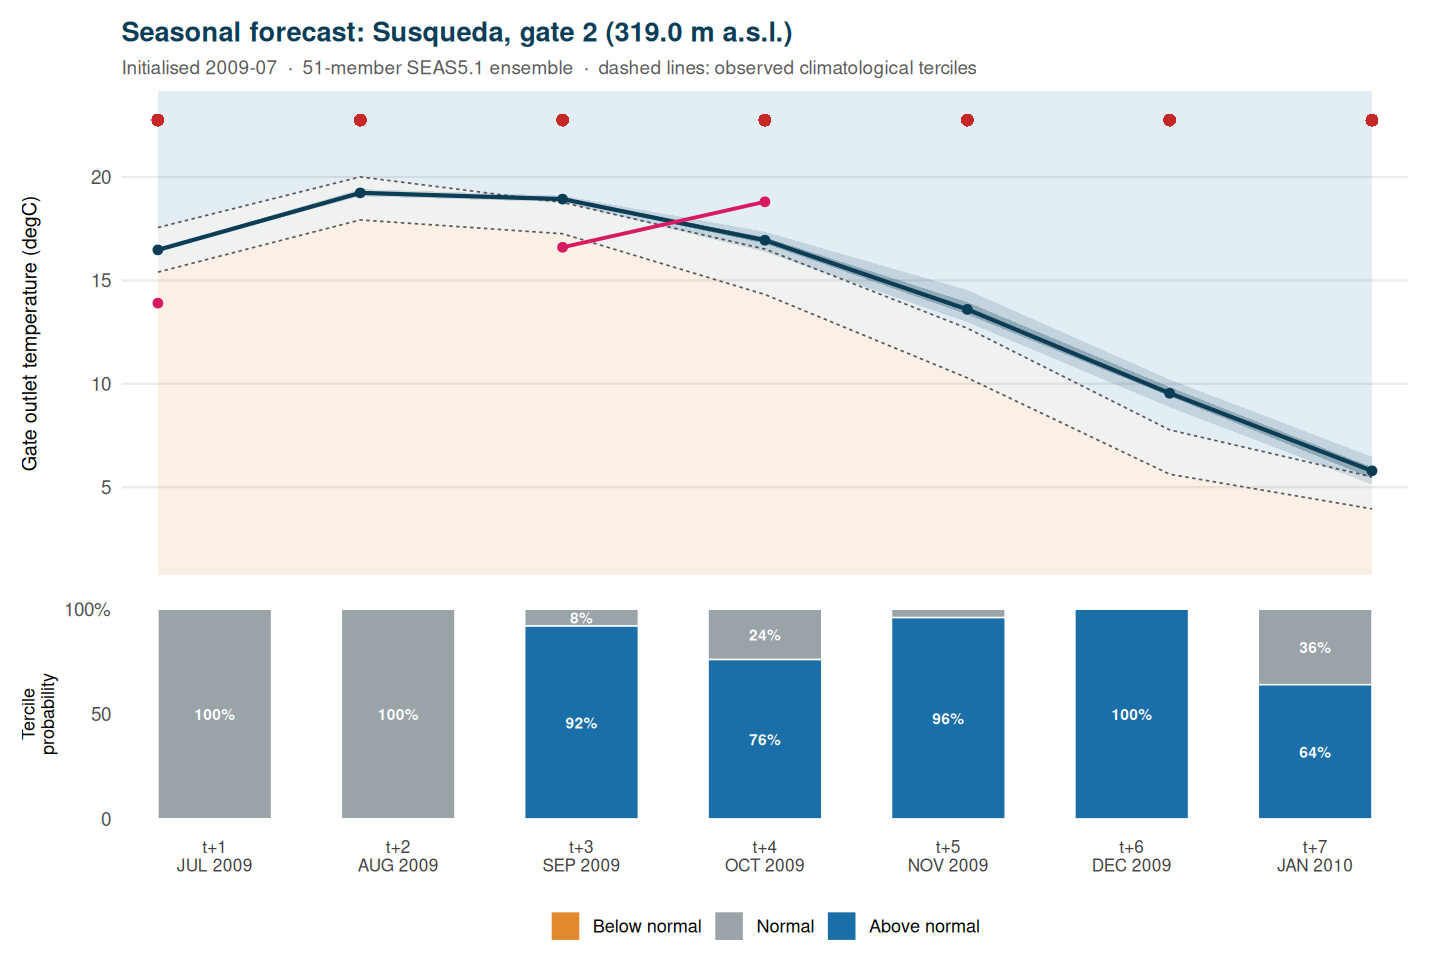 Seasonal forecast: Susqueda, gate 2 (319.0 m a.s.l.)
Initialised 2009-07 · 51-member SEAS5.1 ensemble · dashed lines: observed climatological terciles
Gate outlet temperature (degC)
20
15
10
5
Tercile
probability
100%
50
0
100%
100%
8%
92%
24%
76%
96%
100%
36%
64%
t+1
JUL 2009
t+2
AUG 2009
t+3
SEP 2009
t+4
OCT 2009
t+5
NOV 2009
t+6
DEC 2009
t+7
JAN 2010
Below normal
Normal
Above normal